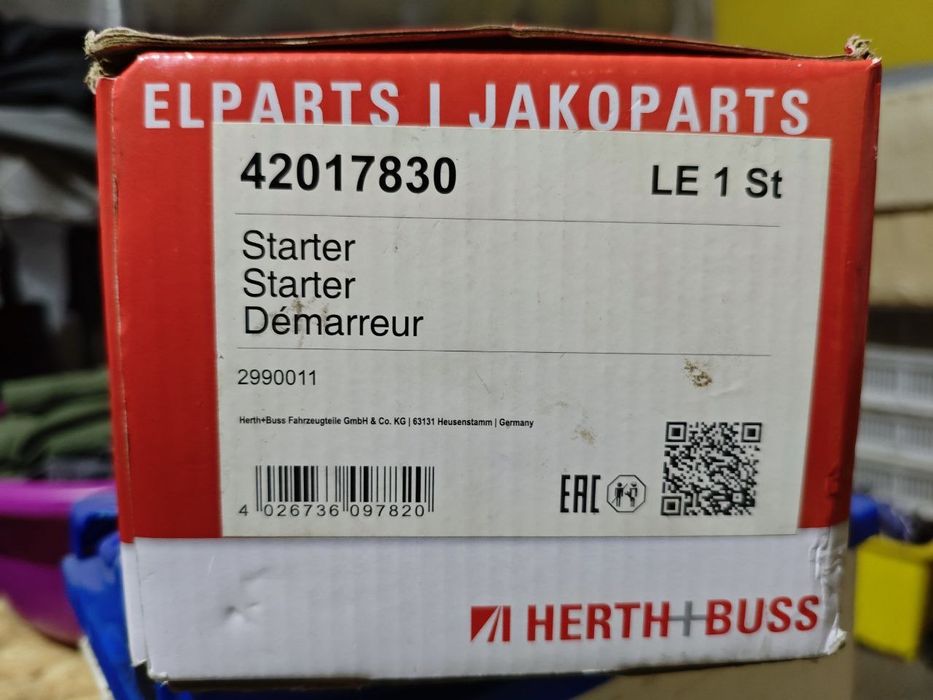 ELPARTS | JAKOPARTS
42017830 LE 1 St
Starter
Starter
Démarreur
2990011
Herth+Buss Fahrzeugteile GmbH & Co. KG | 63131 Heusenstamm | Germany
EAC
4 026736 097820
HERTH+BUSS